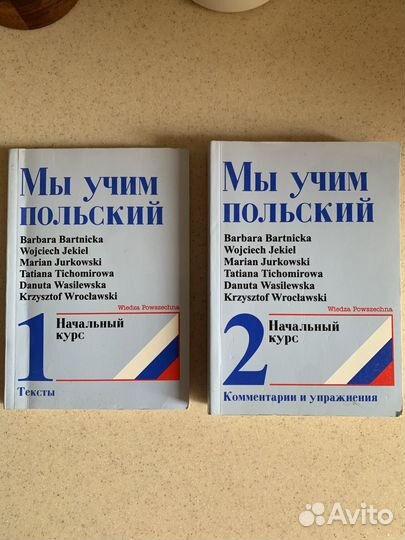 Мы учим
польский
Barbara Bartnicka
Wojciech Jekiel
Marian Jurkowski
Tatiana Tichomirowa
Danuta Wasilewska
Krzysztof Wrocławski
Wiedza Powszechna
1
Начальный
курс
Тексты
Мы учим
польский
Barbara Bartnicka
Wojciech Jekiel
Marian Jurkowski
Tatiana Tichomirowa
Danuta Wasilewska
Krzysztof Wrocławski
Wiedza Powszechna
2
Начальный
курс
Комментарии и упражнения
Avito